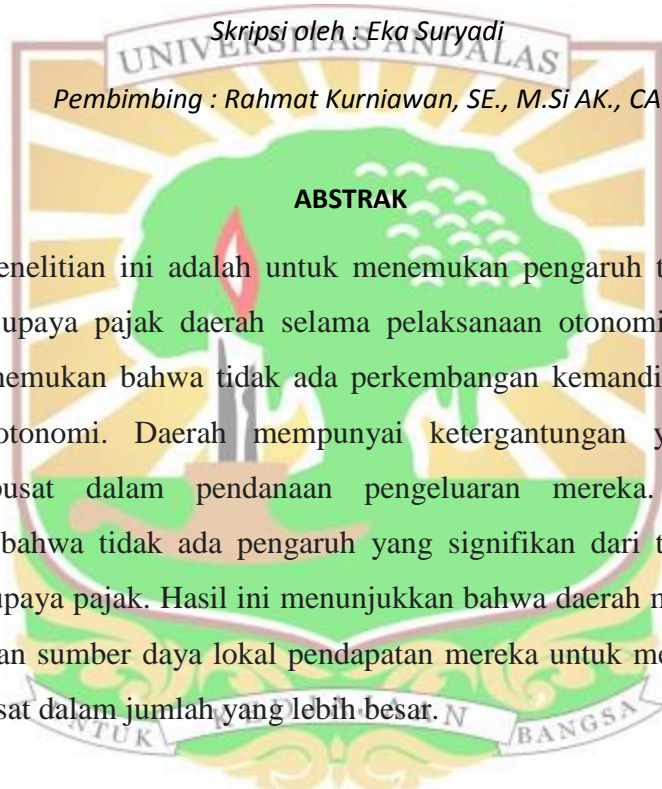 Skripsi oleh : Eka Suryadi
UNIVERSITAS ANDALAS
Pembimbing : Rahmat Kurniawan, SE., M.Si AK., CA
ABSTRAK
enelitian ini adalah untuk menemukan pengaruh t
upaya pajak daerah selama pelaksanaan otonomi
nemukan bahwa tidak ada perkembangan kemandi
otonomi. Daerah mempunyai ketergantungan y
pusat dalam pendanaan pengeluaran mereka.
bahwa tidak ada pengaruh yang signifikan dari t
upaya pajak. Hasil ini menunjukkan bahwa daerah m
an sumber daya lokal pendapatan mereka untuk me
sat dalam jumlah yang lebih besar.
UNTUK KEDJAJAAN BANGSA